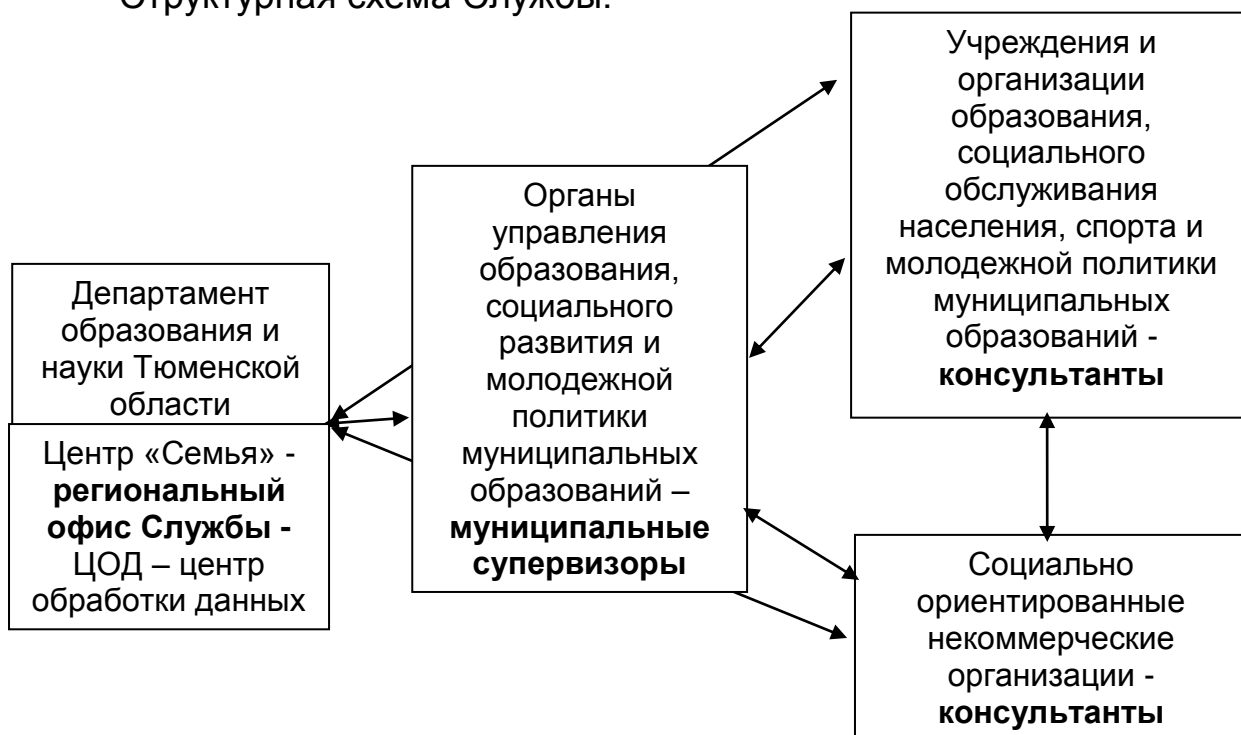 Структурная схема Службы:
Департамент
образования и
науки Тюменской
области
Центр «Семья» -
региональный
офис Службы -
ЦОД – центр
обработки данных
Органы
управления
образования,
социального
развития и
молодежной
политики
муниципальных
образований –
муниципальные
супервизоры
Учреждения и
организации
образования,
социального
обслуживания
населения, спорта и
молодежной политики
муниципальных
образований -
консультанты
Социально
ориентированные
некоммерческие
организации -
консультанты